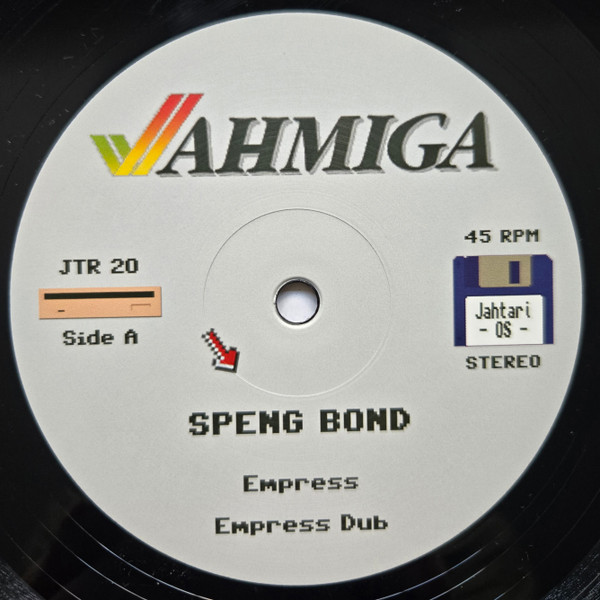 AHMIGA
45 RPM
JTR 20
Jahtari
- OS -
Side A
STEREO
SPENG BOND
Empress
Empress Dub